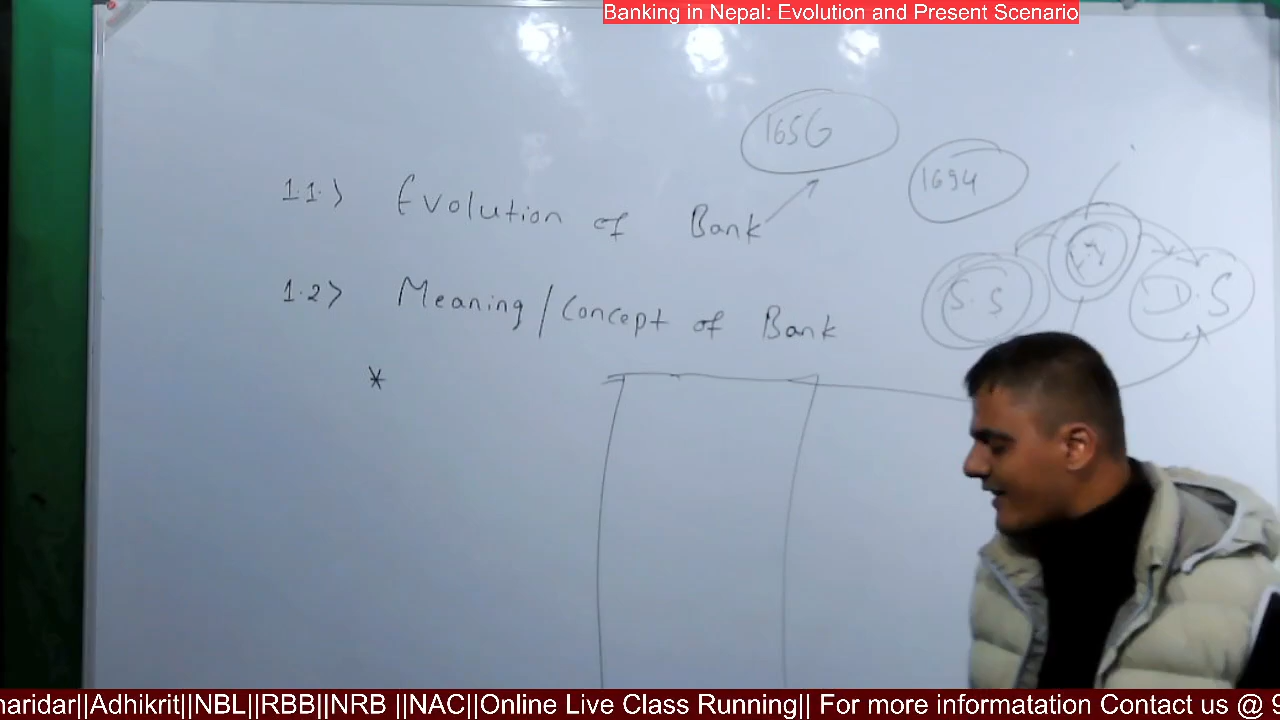 Banking in Nepal: Evolution and Present Scenario
1656
1694
1.1> Evolution of Bank
1.2> Meaning/Concept of Bank
S.S
D.S
*
haridar||Adhikrit||NBL||RBB||NRB ||NAC||Online Live Class Running|| For more informatation Contact us @ 9